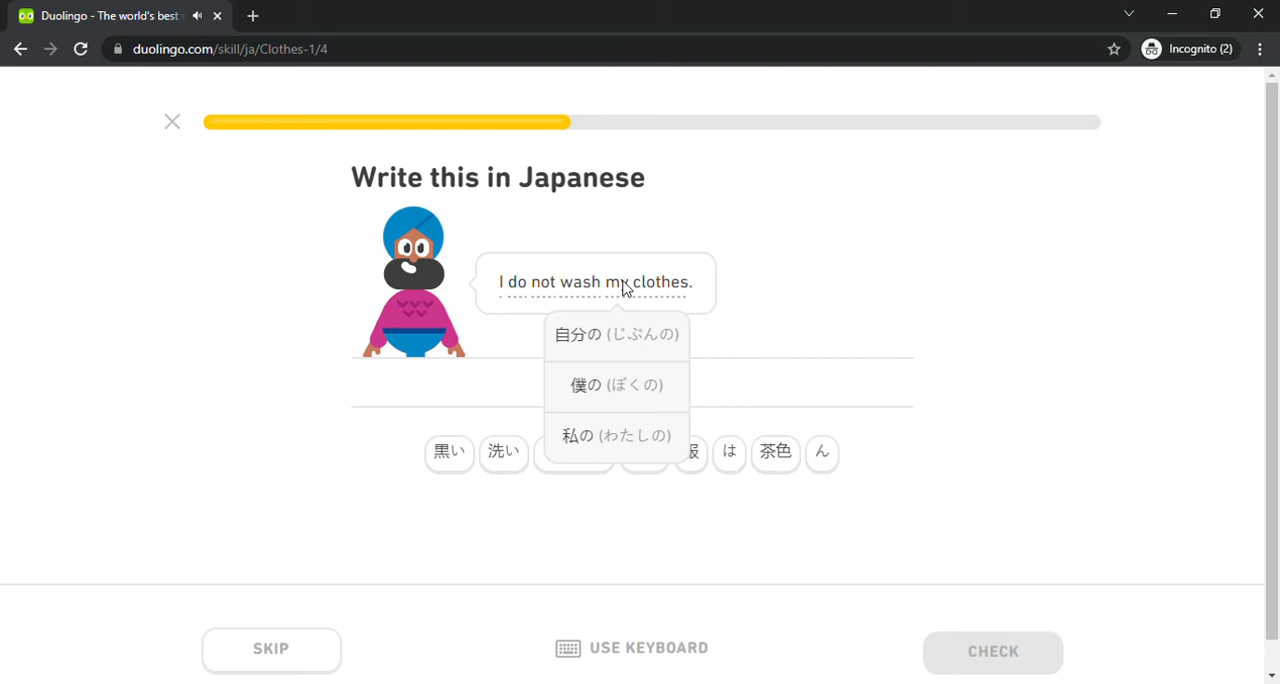 Duolingo - The world's best
duolingo.com/skill/ja/Clothes-1/4
Incognito (2)
Write this in Japanese
I do not wash my clothes.
自分の (じぶんの)
僕の (ぼくの)
私の (わたしの)
黒い 洗い 服 は 茶色 ん
SKIP
USE KEYBOARD
CHECK